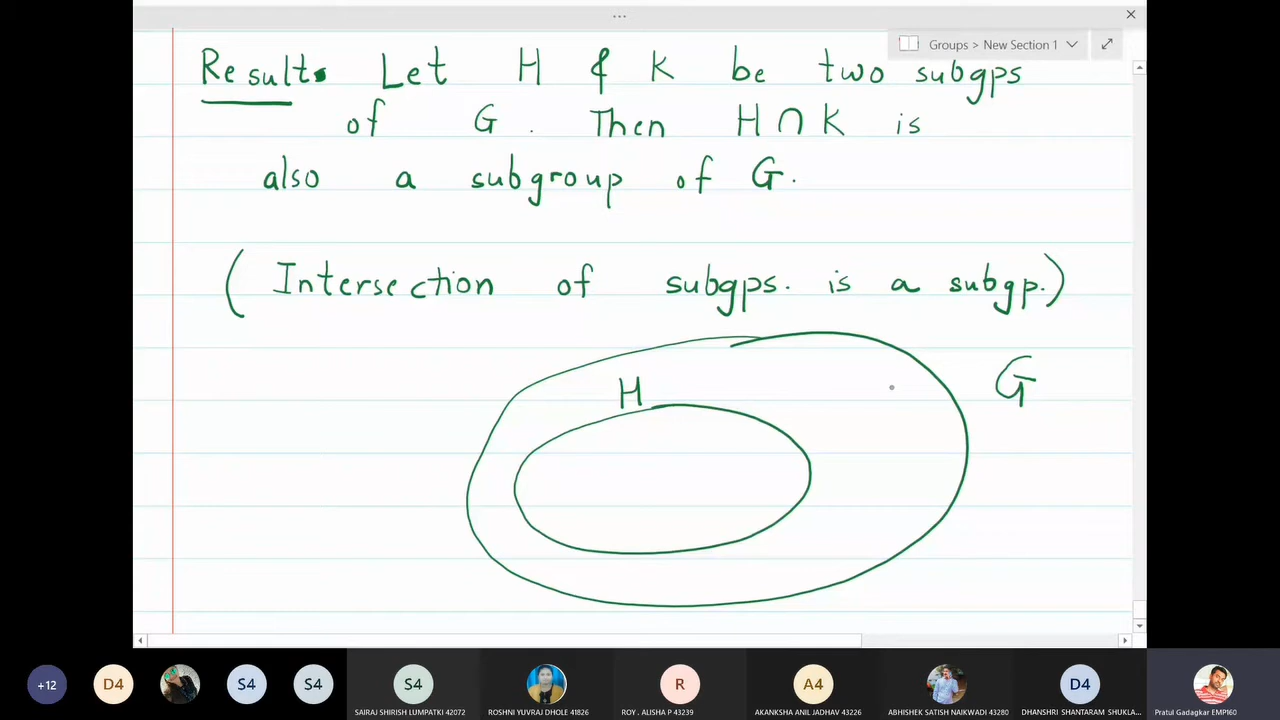 ...
Groups > New Section 1
Result. Let H & K be two subgps
of G. Then H ∩ K is
also a subgroup of G.
( Intersection of subgps. is a subgp.)
H
G
+12
D4
S4
S4
S4
R
A4
D4
SAIRAJ SHIRISH LUMPATKI 42072
ROSHNI YUVRAJ DHOLE 41826
ROY . ALISHA P 43239
AKANKSHA ANIL JADHAV 43226
ABHISHEK SATISH NAIKWADI 43280
DHANSHRI SHANTARAM SHUKLA...
Pratul Gadagkar EMP160